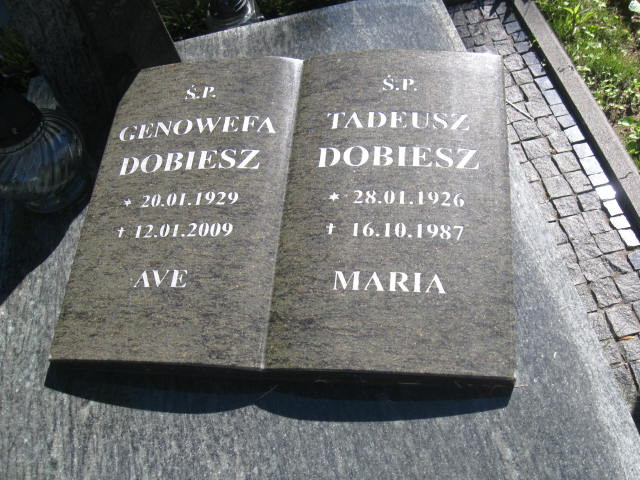 Ś.P.
GENOWEFA
DOBIESZ
* 20.01.1929
† 12.01.2009
AVE
Ś.P.
TADEUSZ
DOBIESZ
* 28.01.1926
† 16.10.1987
MARIA